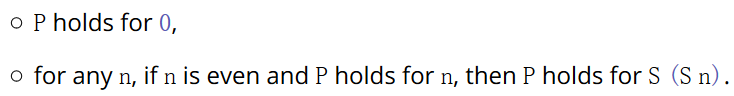 ○ P holds for 0,
○ for any n, if n is even and P holds for n, then P holds for S (S n).